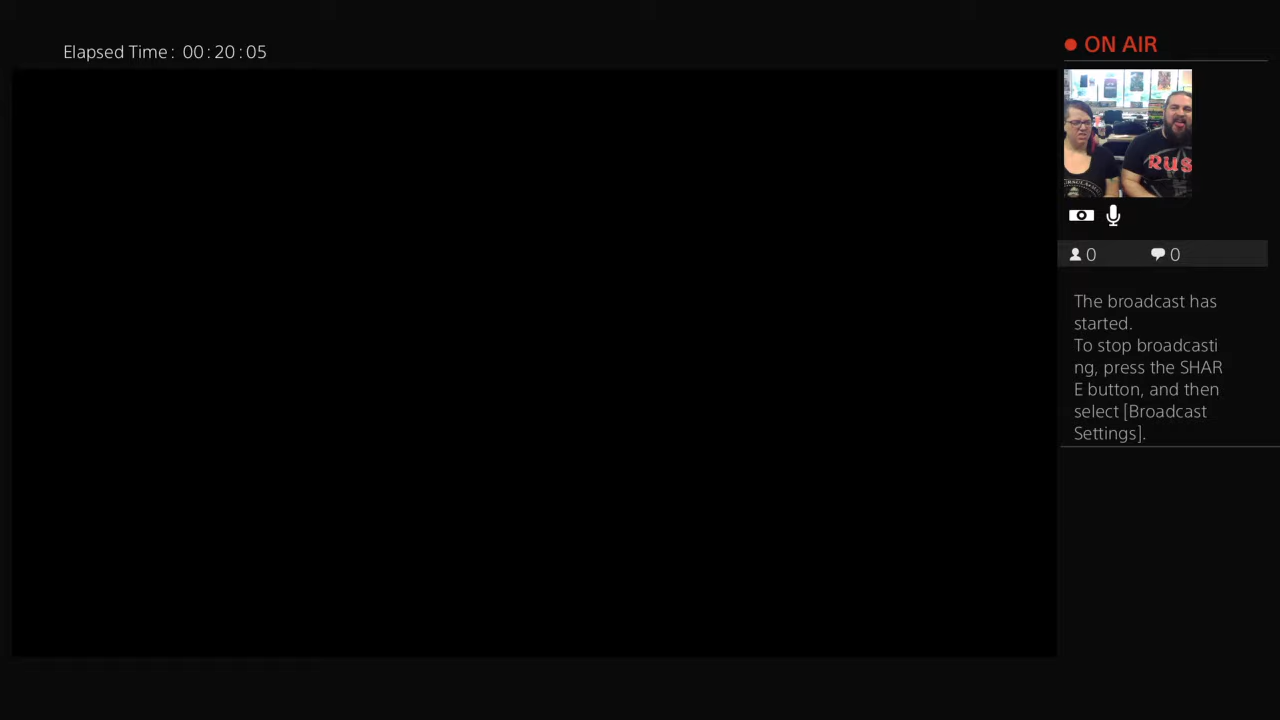 Elapsed Time: 00:20:05
ON AIR
RUS
0 0
The broadcast has
started.
To stop broadcasti
ng, press the SHAR
E button, and then
select [Broadcast
Settings].